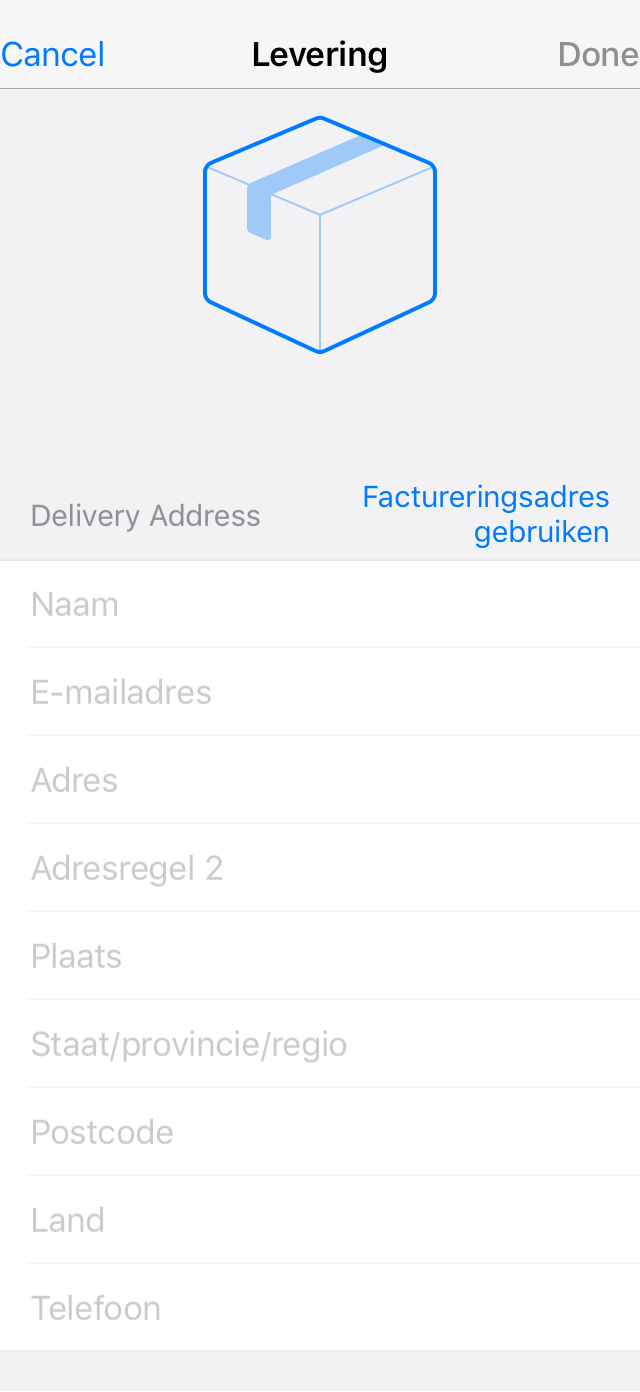 Cancel Levering Done
Delivery Address
Factureringsadres
gebruiken
Naam
E-mailadres
Adres
Adresregel 2
Plaats
Staat/provincie/regio
Postcode
Land
Telefoon